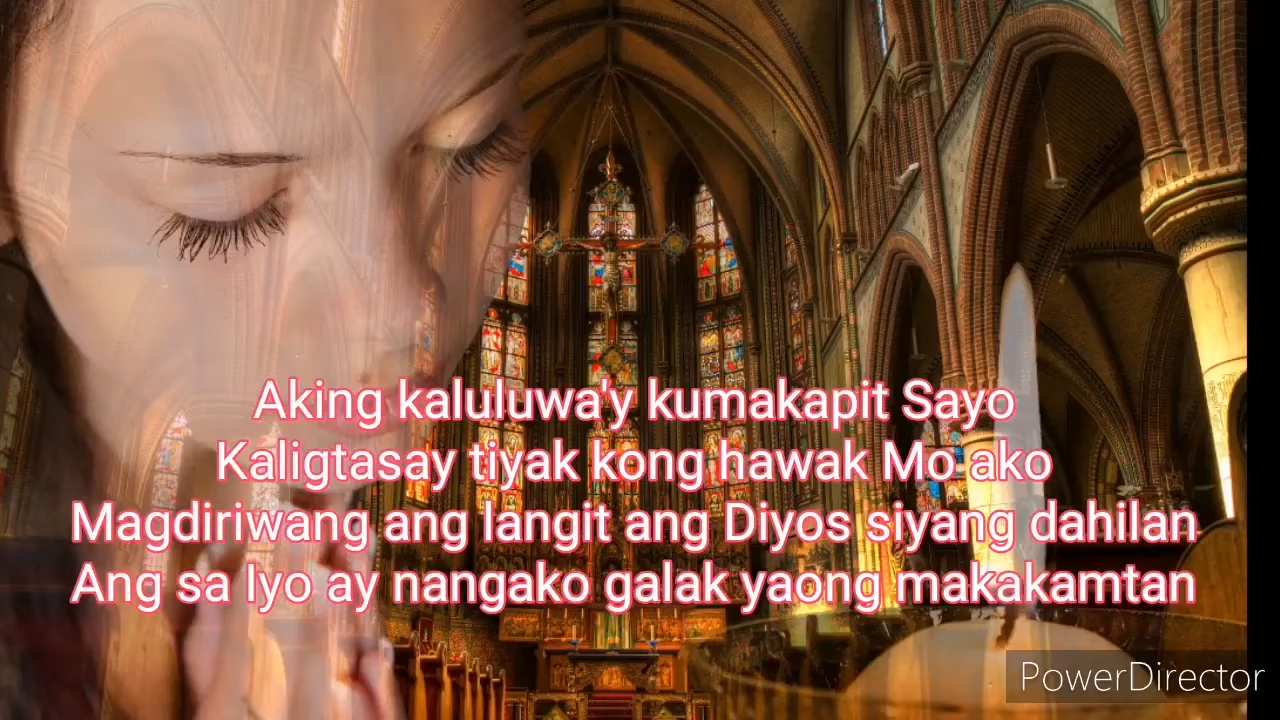 Aking kaluluwa'y kumakapit Sayo
Kaligtasay tiyak kong hawak Mo ako
Magdiriwang ang langit ang Diyos siyang dahilan
Ang sa Iyo ay nangako galak yaong makakamtan
PowerDirector